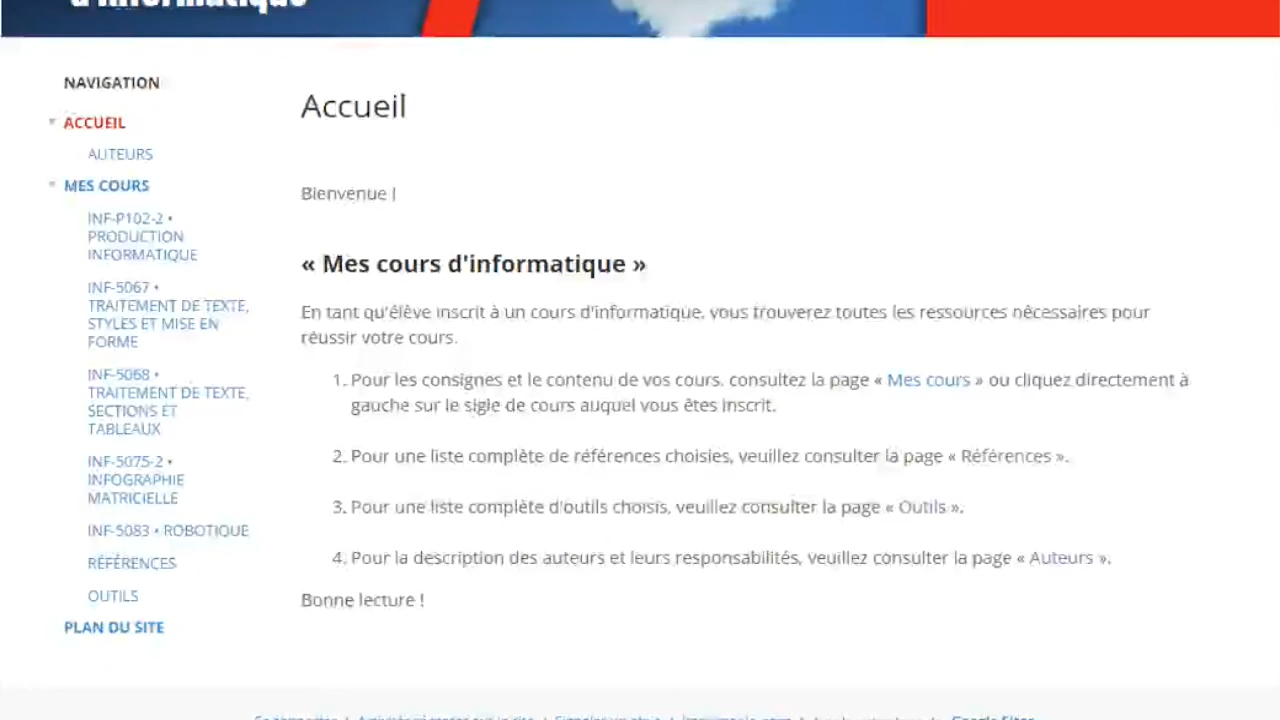 d'informatique
NAVIGATION
ACCUEIL
AUTEURS
MES COURS
INF-P102-2 •
PRODUCTION
INFORMATIQUE
INF-5067 •
TRAITEMENT DE TEXTE,
STYLES ET MISE EN
FORME
INF-5068 •
TRAITEMENT DE TEXTE,
SECTIONS ET
TABLEAUX
INF-5075-2 •
INFOGRAPHIE
MATRICIELLE
INF-5083 • ROBOTIQUE
RÉFÉRENCES
OUTILS
PLAN DU SITE
Accueil
Bienvenue !
« Mes cours d'informatique »
En tant qu'élève inscrit à un cours d'informatique, vous trouverez toutes les ressources nécessaires pour
réussir votre cours.
1. Pour les consignes et le contenu de vos cours, consultez la page « Mes cours » ou cliquez directement à
gauche sur le sigle de cours auquel vous êtes inscrit.
2. Pour une liste complète de références choisies, veuillez consulter la page « Références ».
3. Pour une liste complète d'outils choisis, veuillez consulter la page « Outils ».
4. Pour la description des auteurs et leurs responsabilités, veuillez consulter la page « Auteurs ».
Bonne lecture !
Google Sites